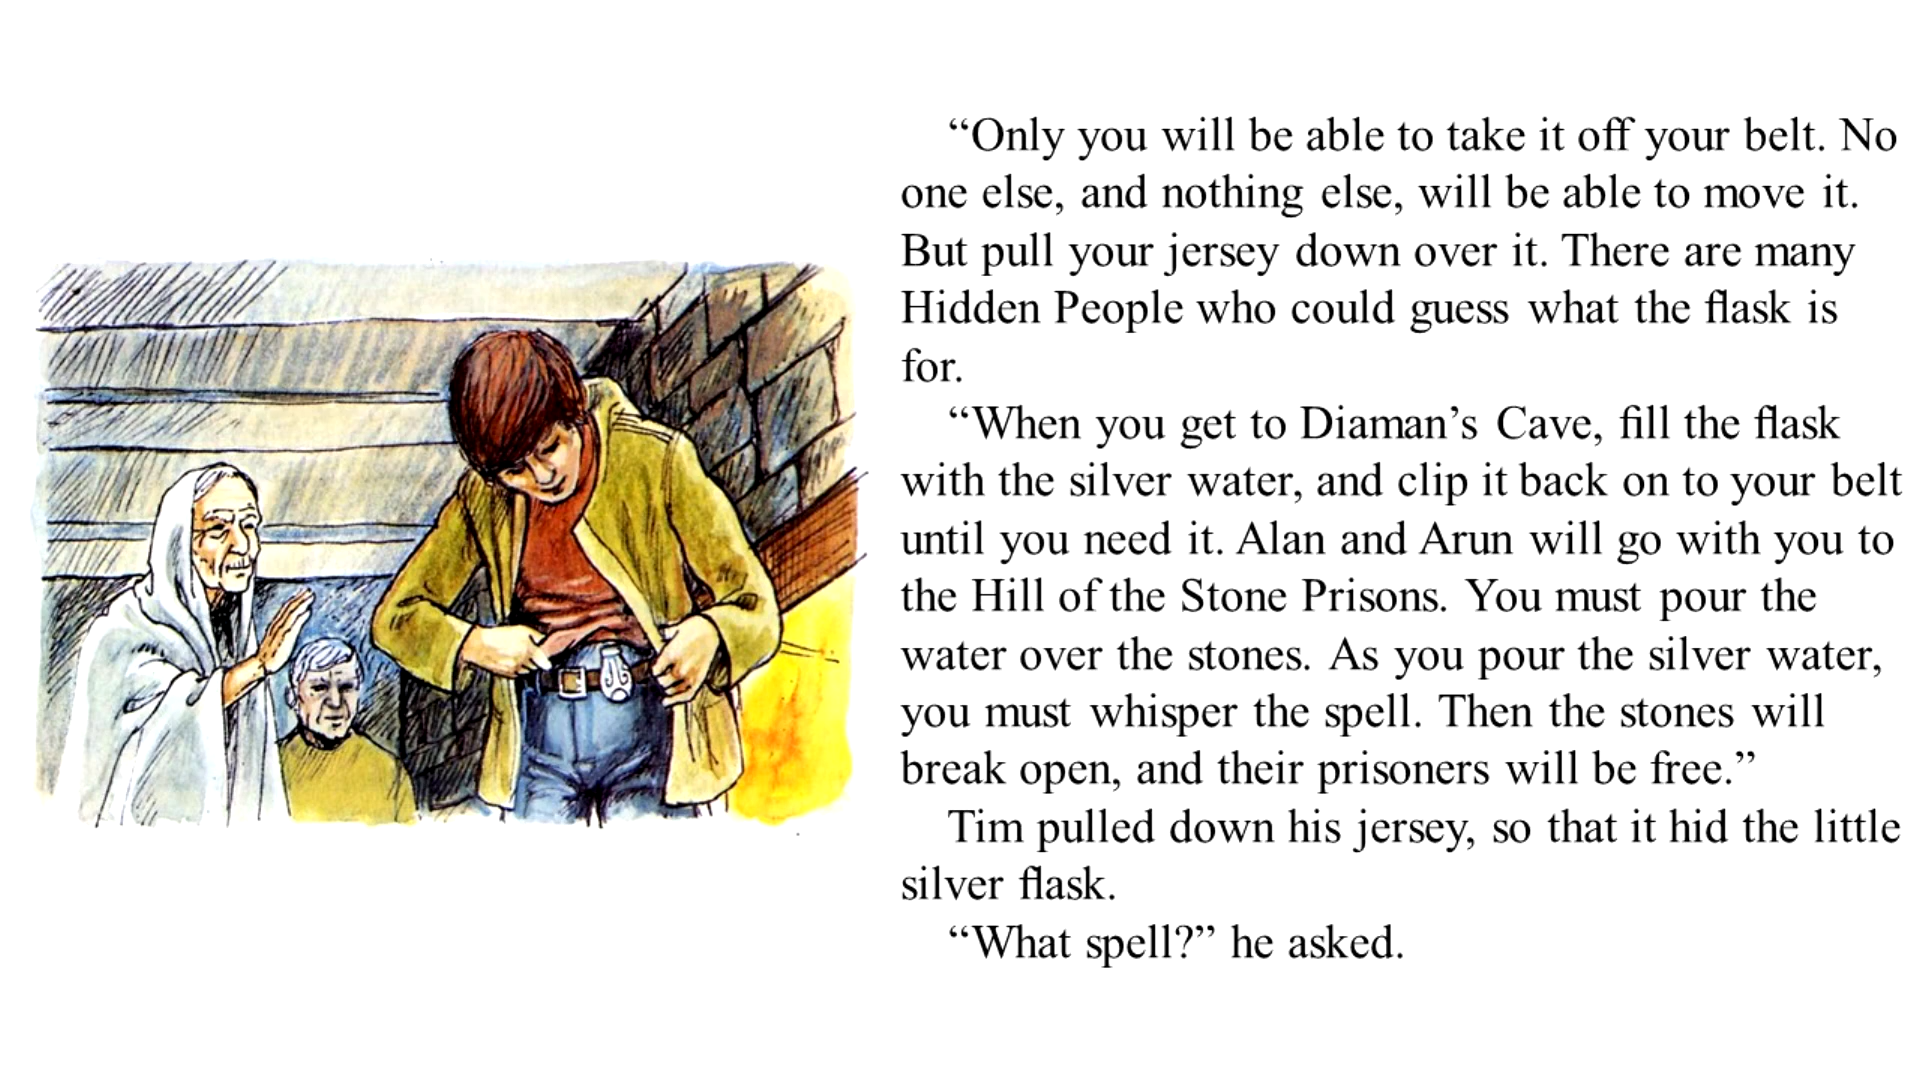 “Only you will be able to take it off your belt. No
one else, and nothing else, will be able to move it.
But pull your jersey down over it. There are many
Hidden People who could guess what the flask is
for.
“When you get to Diaman’s Cave, fill the flask
with the silver water, and clip it back on to your belt
until you need it. Alan and Arun will go with you to
the Hill of the Stone Prisons. You must pour the
water over the stones. As you pour the silver water,
you must whisper the spell. Then the stones will
break open, and their prisoners will be free.”
Tim pulled down his jersey, so that it hid the little
silver flask.
“What spell?” he asked.